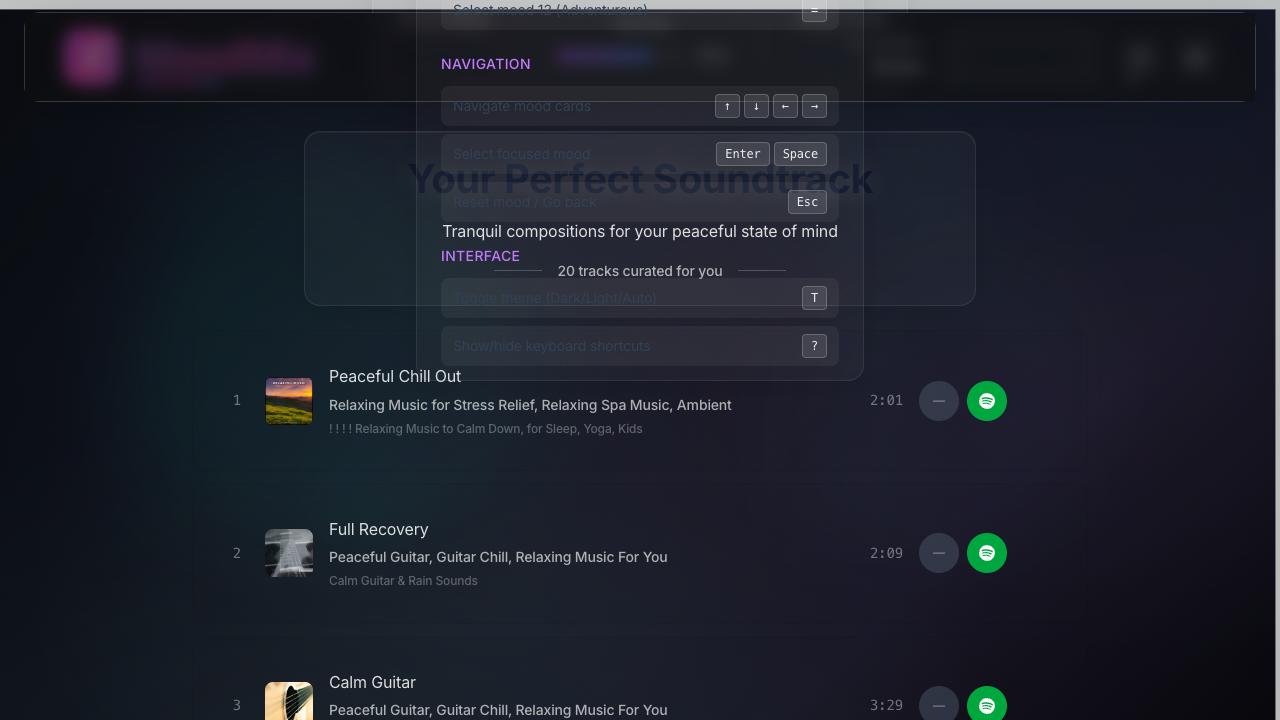 Select mood 12 (Adventurous) =
NAVIGATION
Navigate mood cards ↑ ↓ ← →
Select focused mood Enter Space
Your Perfect Soundtrack
Reset mood / Go back Esc
Tranquil compositions for your peaceful state of mind
INTERFACE
20 tracks curated for you
Toggle theme (Dark/Light/Auto) T
Show/hide keyboard shortcuts ?
Peaceful Chill Out
1 Relaxing Music for Stress Relief, Relaxing Spa Music, Ambient 2:01
! ! ! ! Relaxing Music to Calm Down, for Sleep, Yoga, Kids
Full Recovery
2 Peaceful Guitar, Guitar Chill, Relaxing Music For You 2:09
Calm Guitar & Rain Sounds
Calm Guitar
3 Peaceful Guitar, Guitar Chill, Relaxing Music For You 3:29